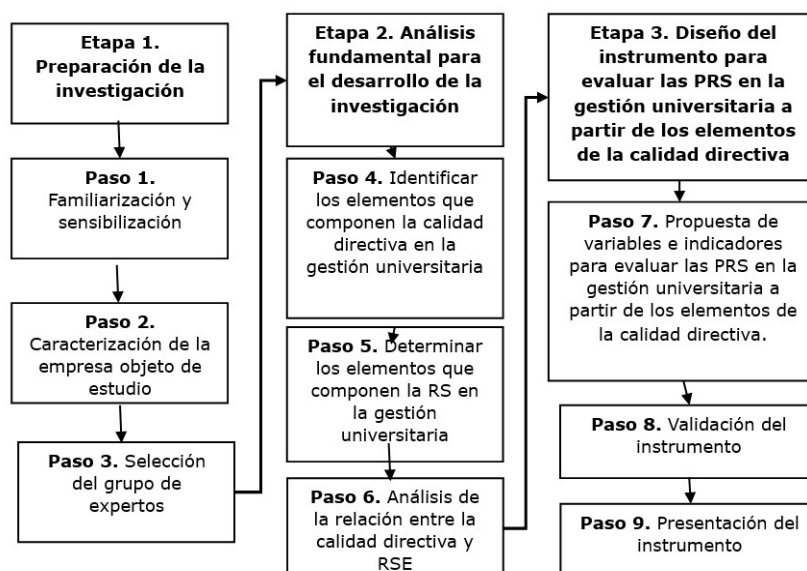 Etapa 1.
Preparación de la
investigación
Paso 1.
Familiarización y
sensibilización
Paso 2.
Caracterización de la
empresa objeto de
estudio
Paso 3. Selección
del grupo de
expertos
Etapa 2. Análisis
fundamental para
el desarrollo de la
investigación
Paso 4. Identificar
los elementos que
componen la calidad
directiva en la
gestión universitaria
Paso 5. Determinar
los elementos que
componen la RS en
la gestión
universitaria
Paso 6. Análisis de
la relación entre la
calidad directiva y
RSE
Etapa 3. Diseño del
instrumento para
evaluar las PRS en la
gestión universitaria a
partir de los elementos
de la calidad directiva
Paso 7. Propuesta de
variables e indicadores
para evaluar las PRS en la
gestión universitaria a
partir de los elementos de
la calidad directiva.
Paso 8. Validación del
instrumento
Paso 9. Presentación del
instrumento